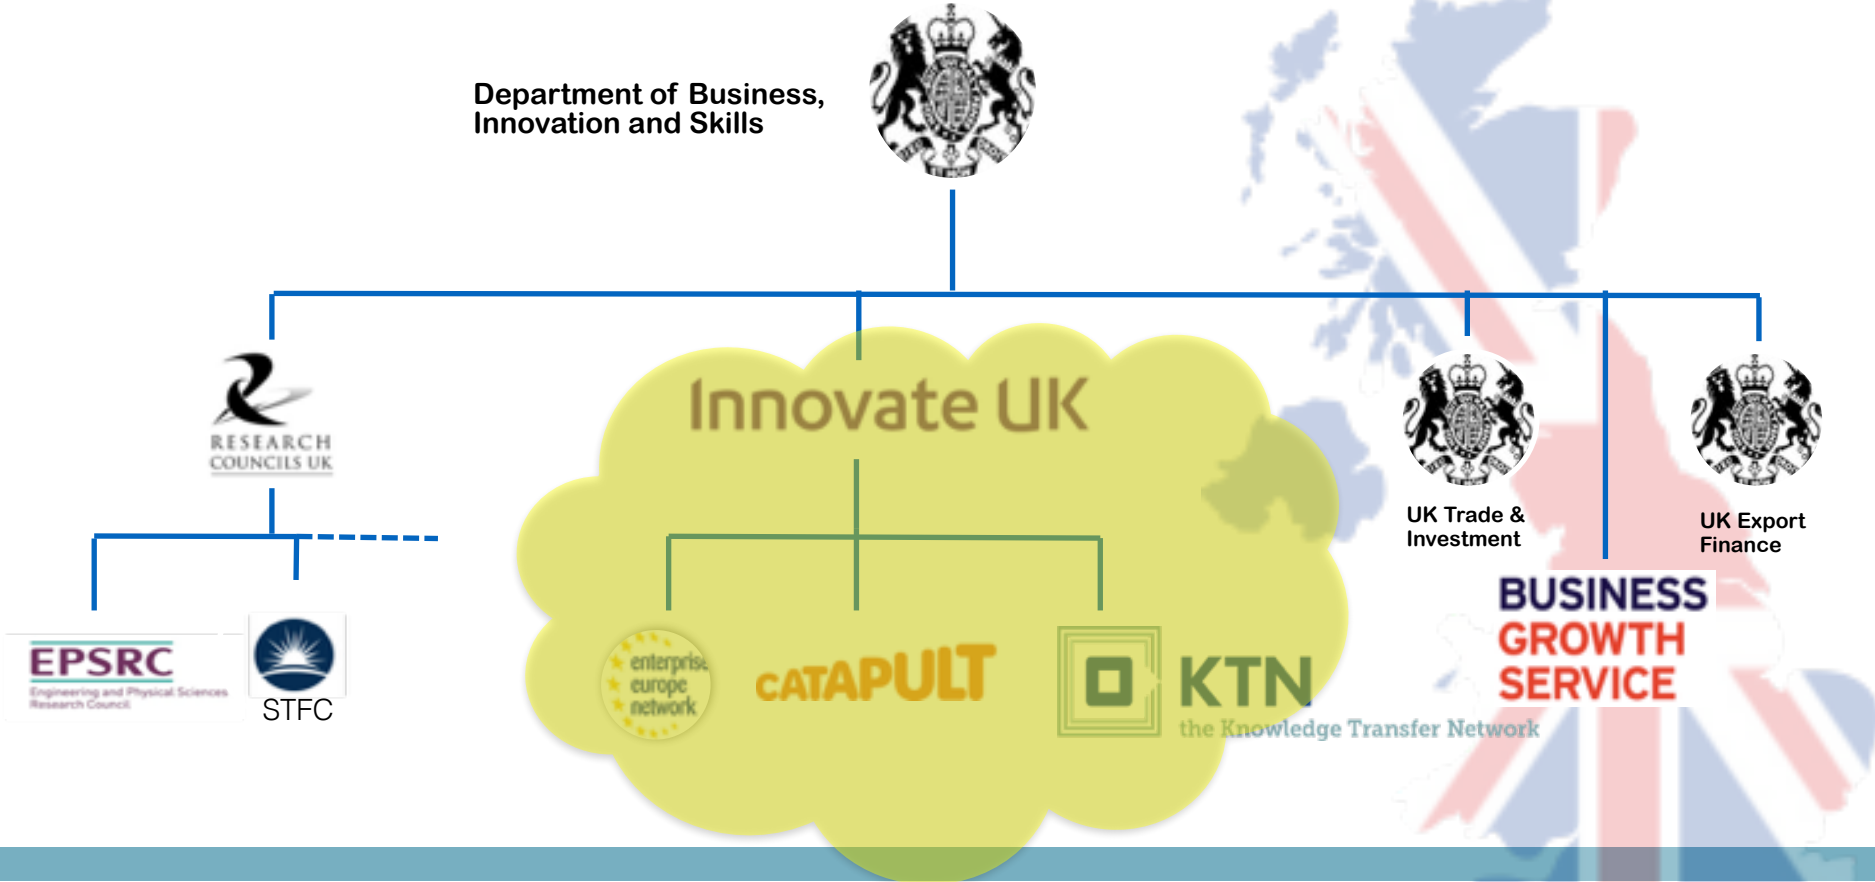 Department of Business,
Innovation and Skills
RESEARCH
COUNCILS UK
Innovate UK
UK Trade &
Investment
UK Export
Finance
EPSRC
Engineering and Physical Sciences
Research Council
STFC
enterprise
europe
network
CATAPULT
KTN
the Knowledge Transfer Network
BUSINESS
GROWTH
SERVICE